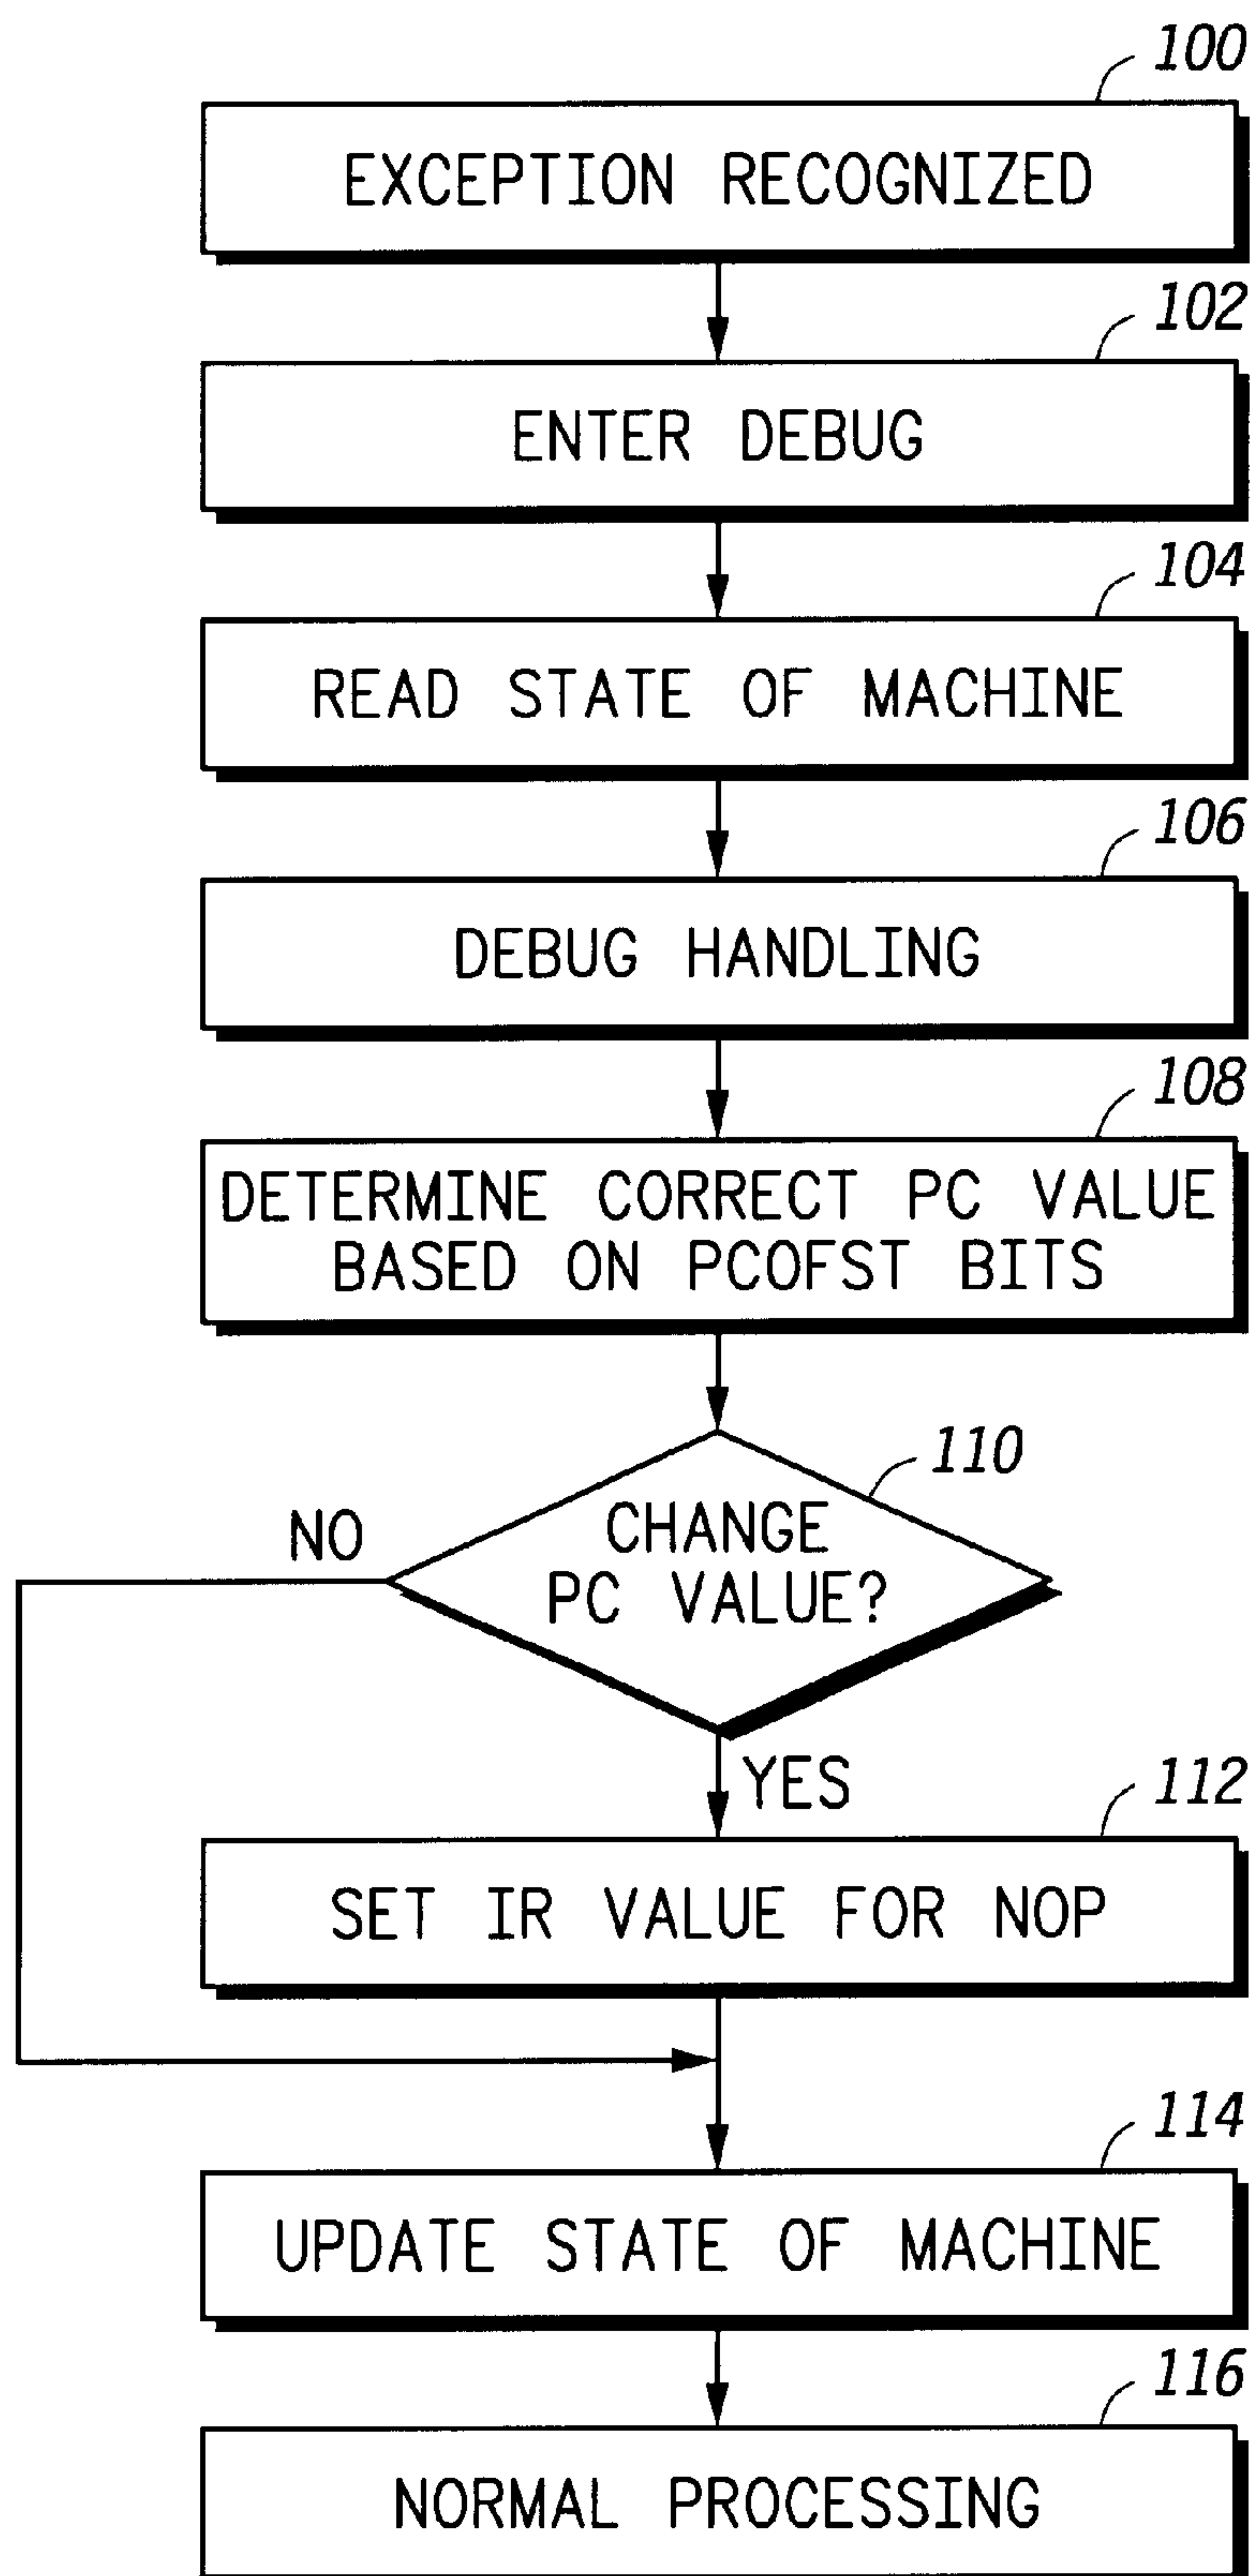 100
EXCEPTION RECOGNIZED
102
ENTER DEBUG
104
READ STATE OF MACHINE
106
DEBUG HANDLING
108
DETERMINE CORRECT PC VALUE
BASED ON PCOFST BITS
110
CHANGE
PC VALUE?
NO
YES
112
SET IR VALUE FOR NOP
114
UPDATE STATE OF MACHINE
116
NORMAL PROCESSING